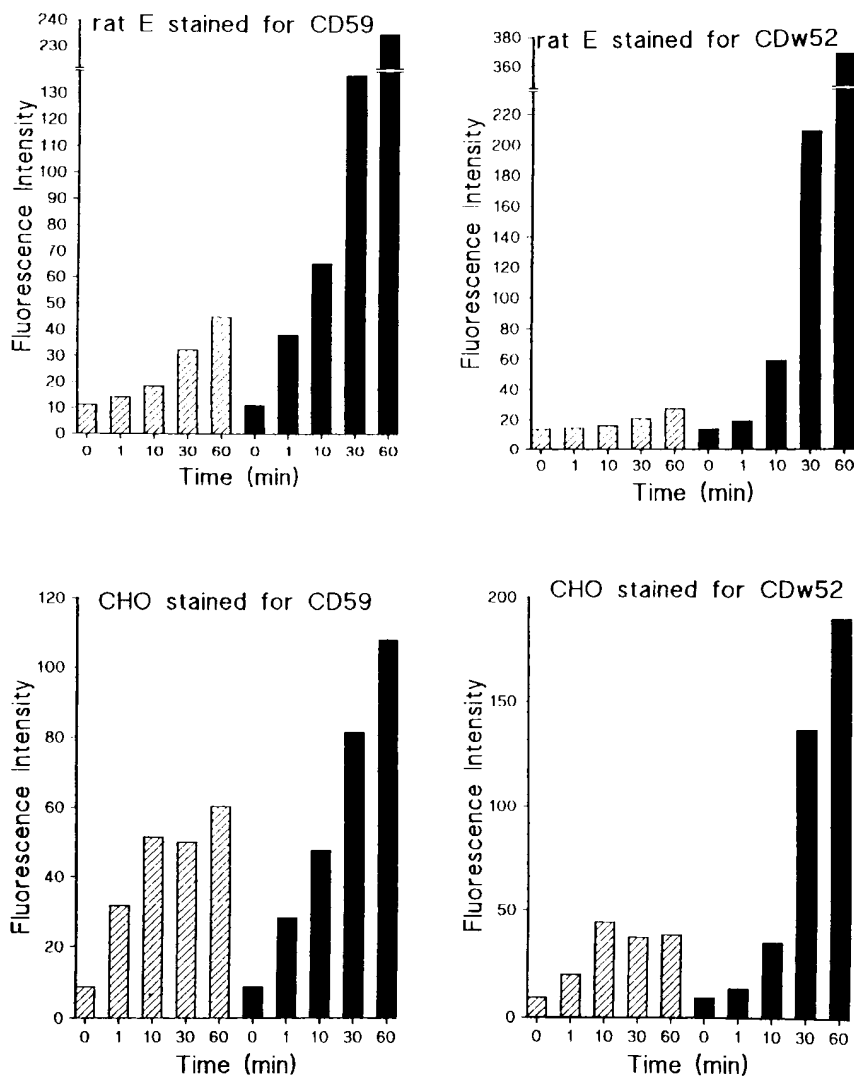 rat E stained for CD59
Fluorescence Intensity
240
230
130
120
110
100
90
80
70
60
50
40
30
20
10
0
0 1 10 30 60 0 1 10 30 60
Time (min)
rat E stained for CDw52
Fluorescence Intensity
380
360
220
200
180
160
140
120
100
80
60
40
20
0
0 1 10 30 60 0 1 10 30 60
Time (min)
CHO stained for CD59
Fluorescence Intensity
120
100
80
60
40
20
0
0 1 10 30 60 0 1 10 30 60
Time (min)
CHO stained for CDw52
Fluorescence Intensity
200
150
100
50
0
0 1 10 30 60 0 1 10 30 60
Time (min)